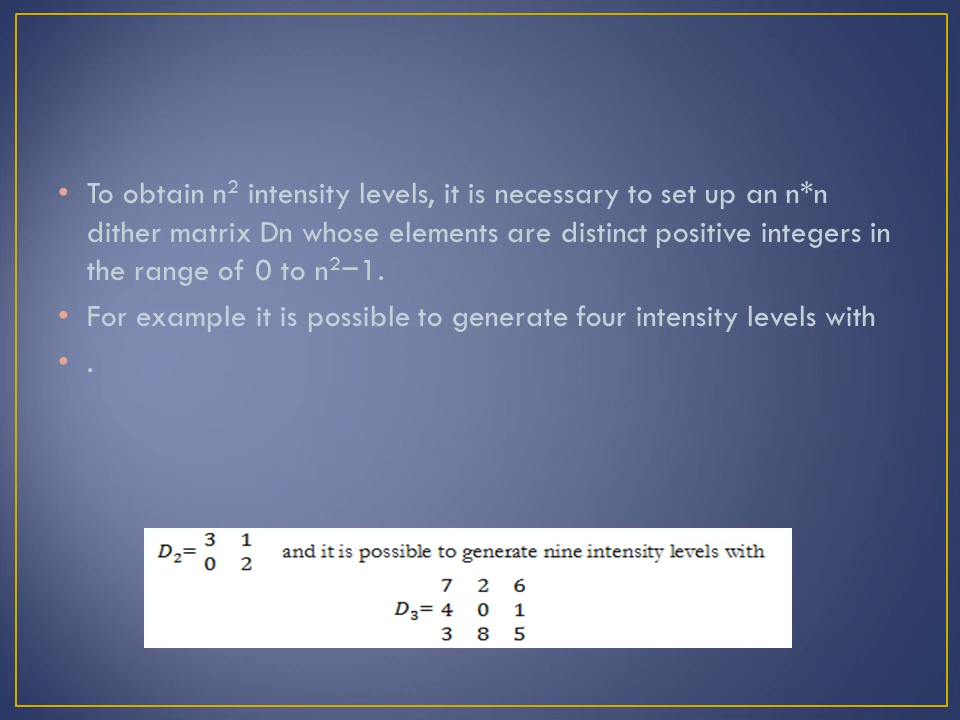 • To obtain n² intensity levels, it is necessary to set up an n*n
dither matrix Dn whose elements are distinct positive integers in
the range of 0 to n²−1.
• For example it is possible to generate four intensity levels with
• .
3 1
D₂= and it is possible to generate nine intensity levels with
0 2
7 2 6
D₃= 4 0 1
3 8 5